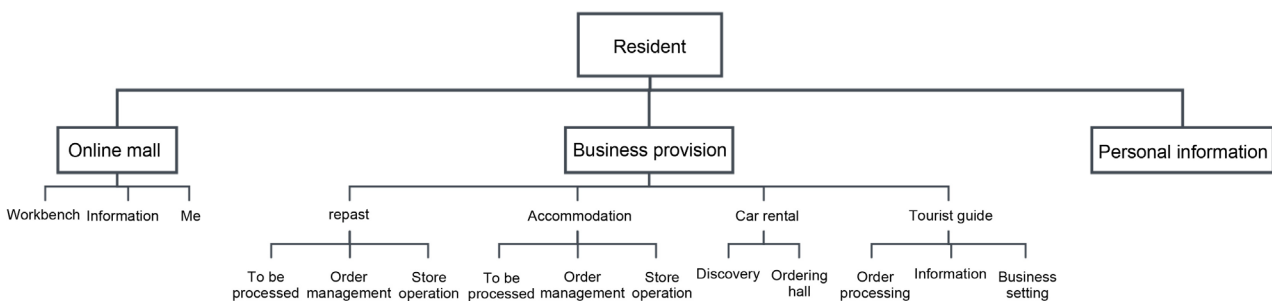 Resident
Online mall
Business provision
Personal information
Workbench
Information
Me
repast
Accommodation
Car rental
Tourist guide
To be
processed
Order
management
Store
operation
To be
processed
Order
management
Store
operation
Discovery
Ordering
hall
Order
processing
Information
Business
setting